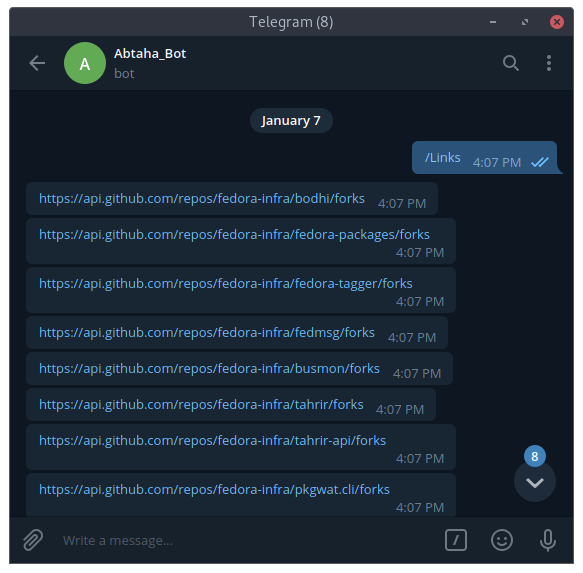 Telegram (8)
A
Abtaha_Bot
bot
January 7
/Links 4:07 PM
https://api.github.com/repos/fedora-infra/bodhi/forks 4:07 PM
https://api.github.com/repos/fedora-infra/fedora-packages/forks
4:07 PM
https://api.github.com/repos/fedora-infra/fedora-tagger/forks
4:07 PM
https://api.github.com/repos/fedora-infra/fedmsg/forks 4:07 PM
https://api.github.com/repos/fedora-infra/busmon/forks 4:07 PM
https://api.github.com/repos/fedora-infra/tahrir/forks 4:07 PM
https://api.github.com/repos/fedora-infra/tahrir-api/forks
4:07 PM
8
https://api.github.com/repos/fedora-infra/pkgwat.cli/forks
4:07 PM
Write a message...
/